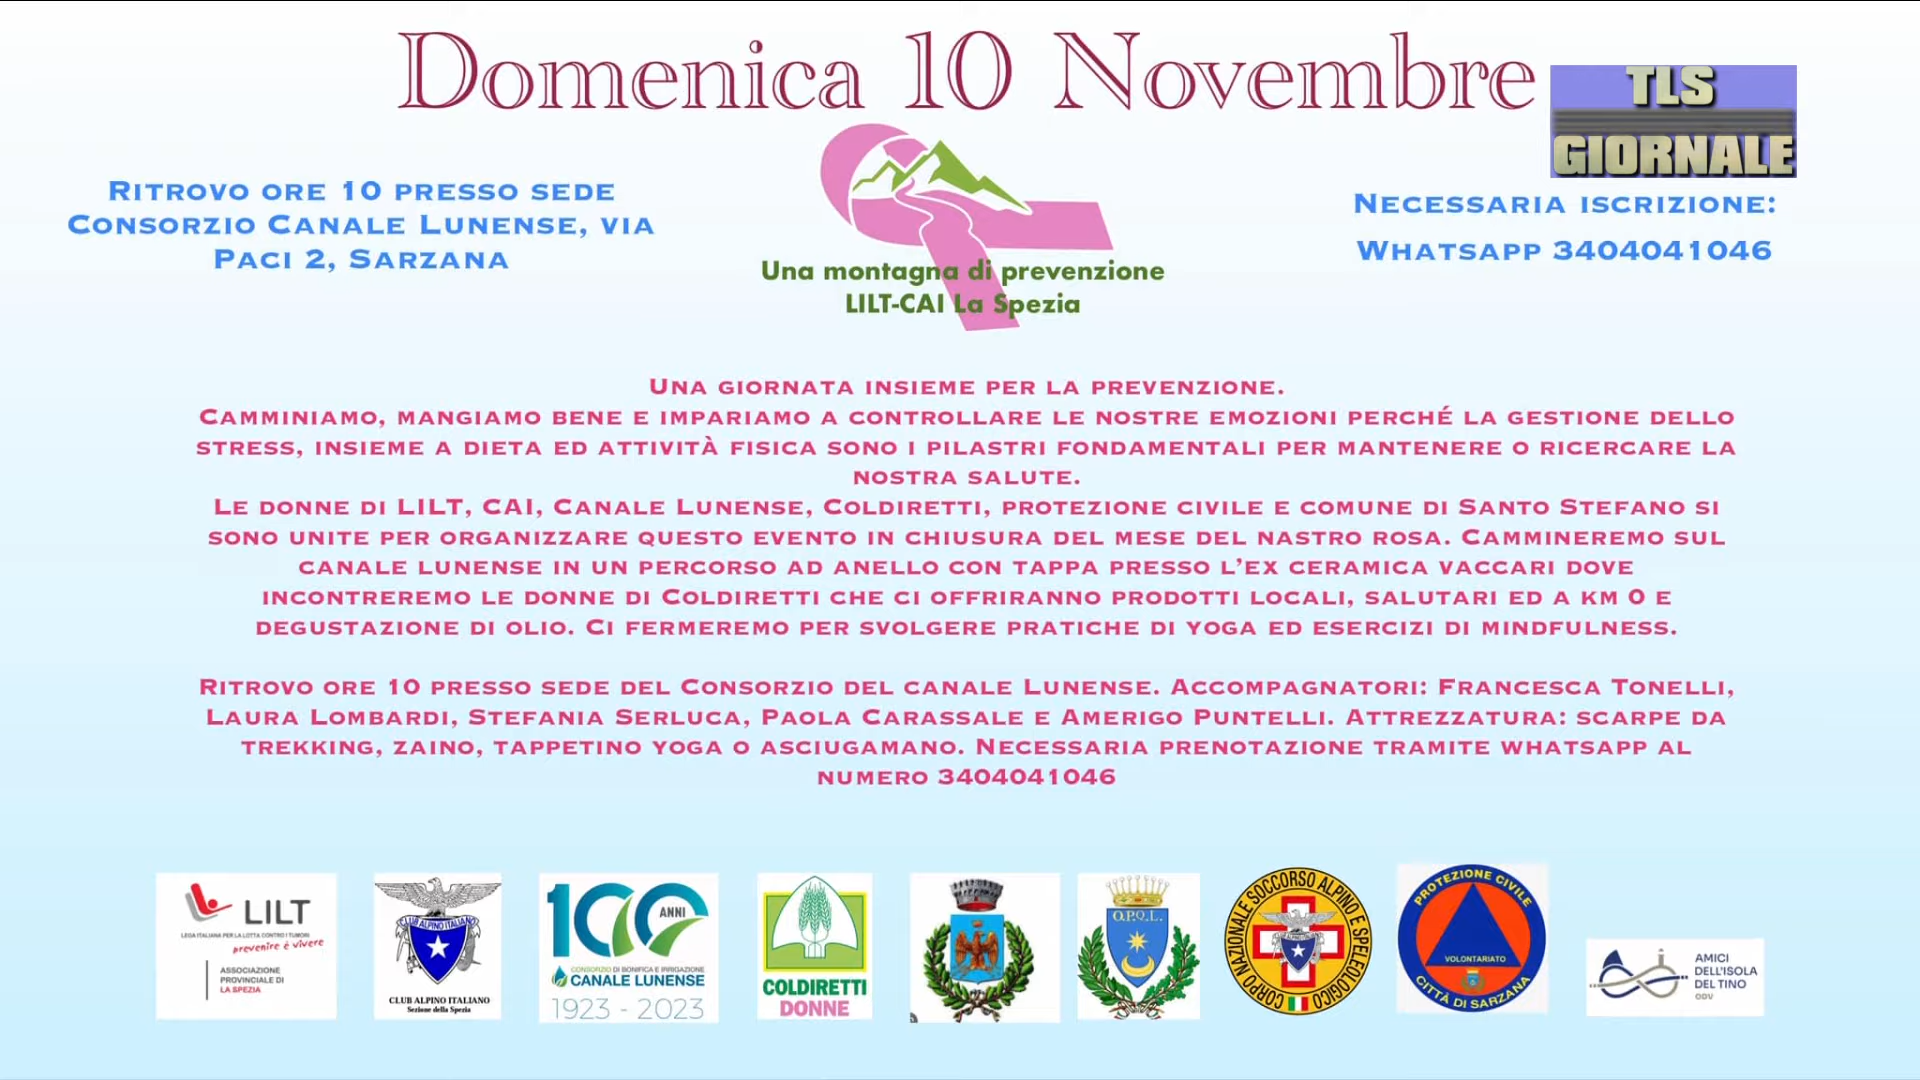 Domenica 10 Novembre
TLS
GIORNALE
Ritrovo ore 10 presso sede
Consorzio Canale Lunense, via
Paci 2, Sarzana
Necessaria iscrizione:
Whatsapp 3404041046
Una montagna di prevenzione
LILT-CAI La Spezia
Una giornata insieme per la prevenzione.
Camminiamo, mangiamo bene e impariamo a controllare le nostre emozioni perché la gestione dello
stress, insieme a dieta ed attività fisica sono i pilastri fondamentali per mantenere o ricercare la
nostra salute.
Le donne di LILT, CAI, Canale Lunense, Coldiretti, protezione civile e comune di Santo Stefano si
sono unite per organizzare questo evento in chiusura del mese del nastro rosa. Cammineremo sul
canale lunense in un percorso ad anello con tappa presso l'ex ceramica vaccari dove
incontreremo le donne di Coldiretti che ci offriranno prodotti locali, salutari ed a km 0 e
degustazione di olio. Ci fermeremo per svolgere pratiche di yoga ed esercizi di mindfulness.
Ritrovo ore 10 presso sede del Consorzio del canale Lunense. Accompagnatori: Francesca Tonelli,
Laura Lombardi, Stefania Serluca, Paola Carassale e Amerigo Puntelli. Attrezzatura: scarpe da
trekking, zaino, tappetino yoga o asciugamano. Necessaria prenotazione tramite whatsapp al
numero 3404041046
LILT
LEGA ITALIANA PER LA LOTTA CONTRO I TUMORI
prevenire è vivere
ASSOCIAZIONE
PROVINCIALE DI
LA SPEZIA
CLUB ALPINO ITALIANO
CLUB ALPINO ITALIANO
Sezione della Spezia
100 ANNI
CONSORZIO DI BONIFICA E IRRIGAZIONE
CANALE LUNENSE
1923 - 2023
COLDIRETTI
DONNE
O.P.Q.L.
CORPO NAZIONALE SOCCORSO ALPINO E SPELEOLOGICO
PROTEZIONE CIVILE
VOLONTARIATO
CITTÀ DI SARZANA
AMICI
DELL'ISOLA
DEL TINO
ODV